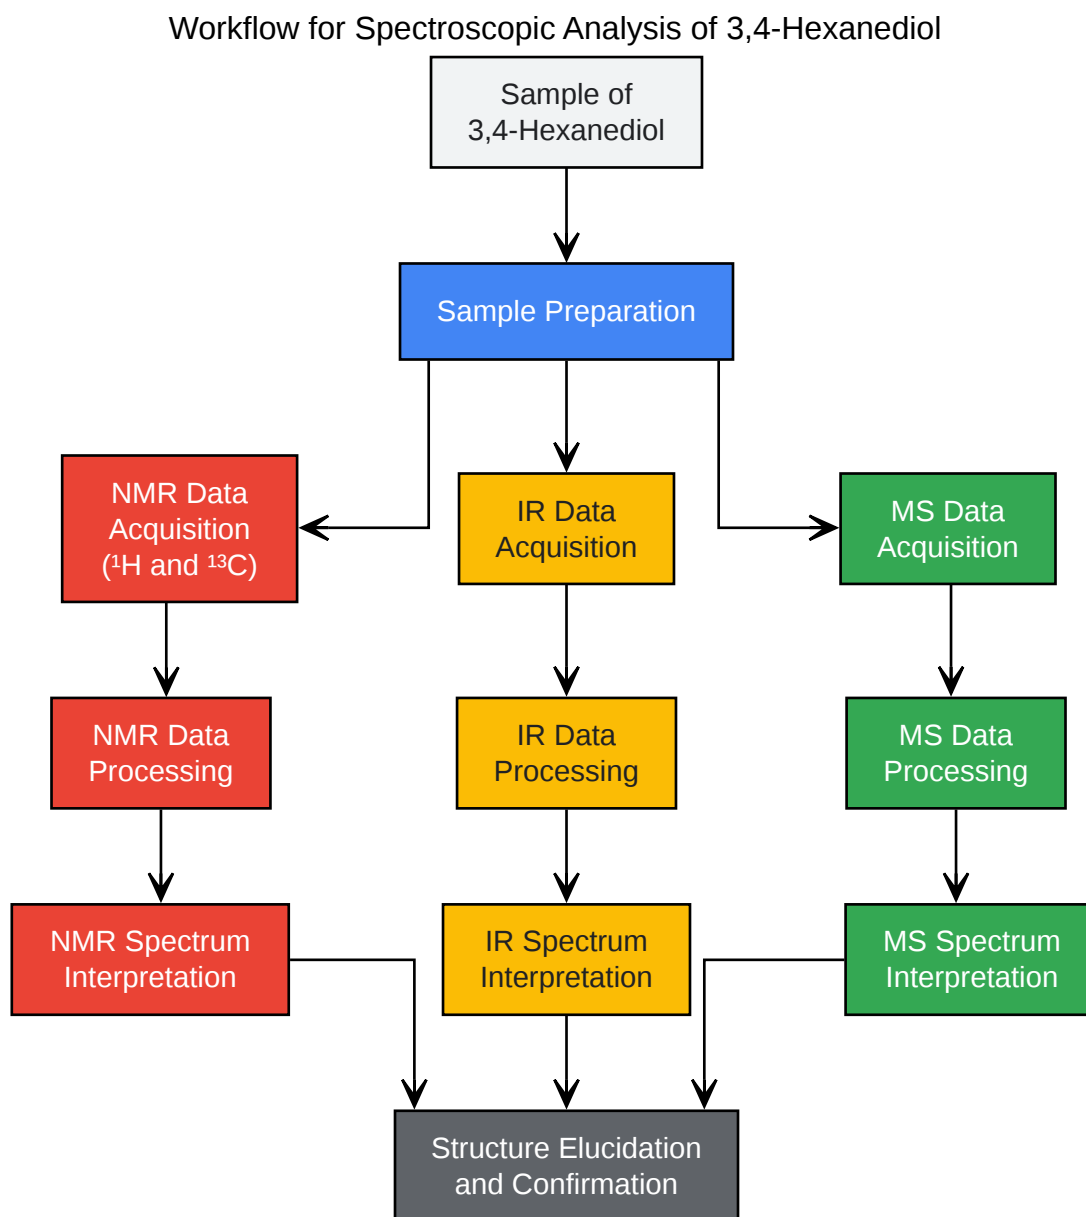 Workflow for Spectroscopic Analysis of 3,4-Hexanediol
Sample of
3,4-Hexanediol
Sample Preparation
NMR Data
Acquisition
(¹H and ¹³C)
IR Data
Acquisition
MS Data
Acquisition
NMR Data
Processing
IR Data
Processing
MS Data
Processing
NMR Spectrum
Interpretation
IR Spectrum
Interpretation
MS Spectrum
Interpretation
Structure Elucidation
and Confirmation